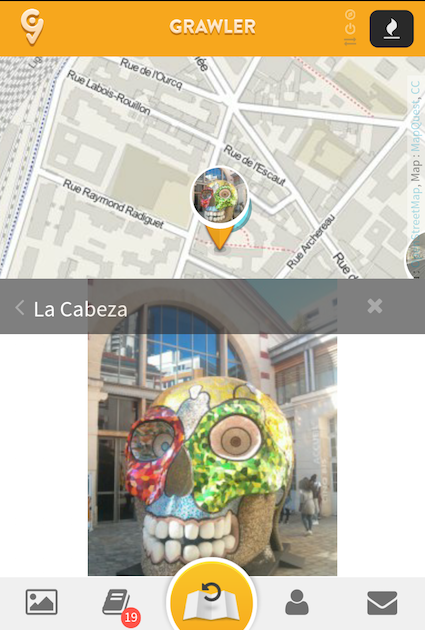 GRAWLER
Rue de l'Ourcq
Rue Labois-Rouillon
Rue de l'Escaut
Rue Raymond Radiguet
Rue Archereau
StreetMap, Map : MapQuest, CC
La Cabeza
19